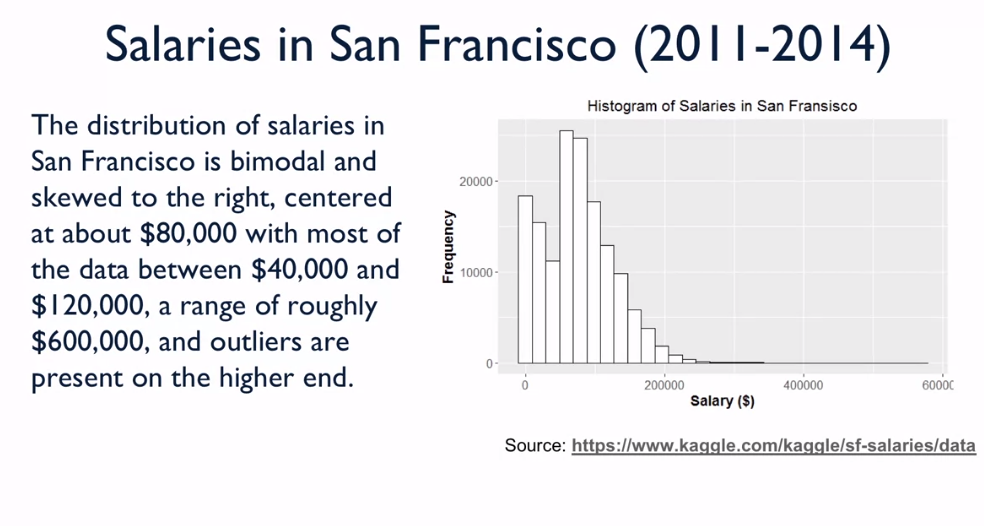 Salaries in San Francisco (2011-2014)
The distribution of salaries in
San Francisco is bimodal and
skewed to the right, centered
at about $80,000 with most of
the data between $40,000 and
$120,000, a range of roughly
$600,000, and outliers are
present on the higher end.
Histogram of Salaries in San Fransisco
Frequency
20000
10000
0
0 200000 400000 60000
Salary ($)
Source: https://www.kaggle.com/kaggle/sf-salaries/data